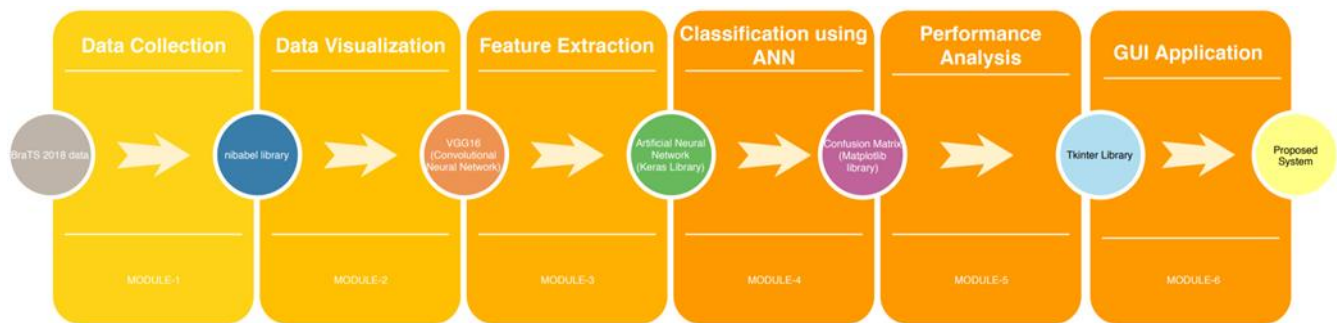 Data Collection
Data Visualization
Feature Extraction
Classification using
ANN
Performance
Analysis
GUI Application
BraTS 2018 data
nibabel library
VGG16
(Convolutional
Neural Network)
Artificial Neural
Network
(Keras Library)
Confusion Matrix
(Matplotlib
library)
Tkinter Library
Proposed
System
MODULE-1
MODULE-2
MODULE-3
MODULE-4
MODULE-5
MODULE-6